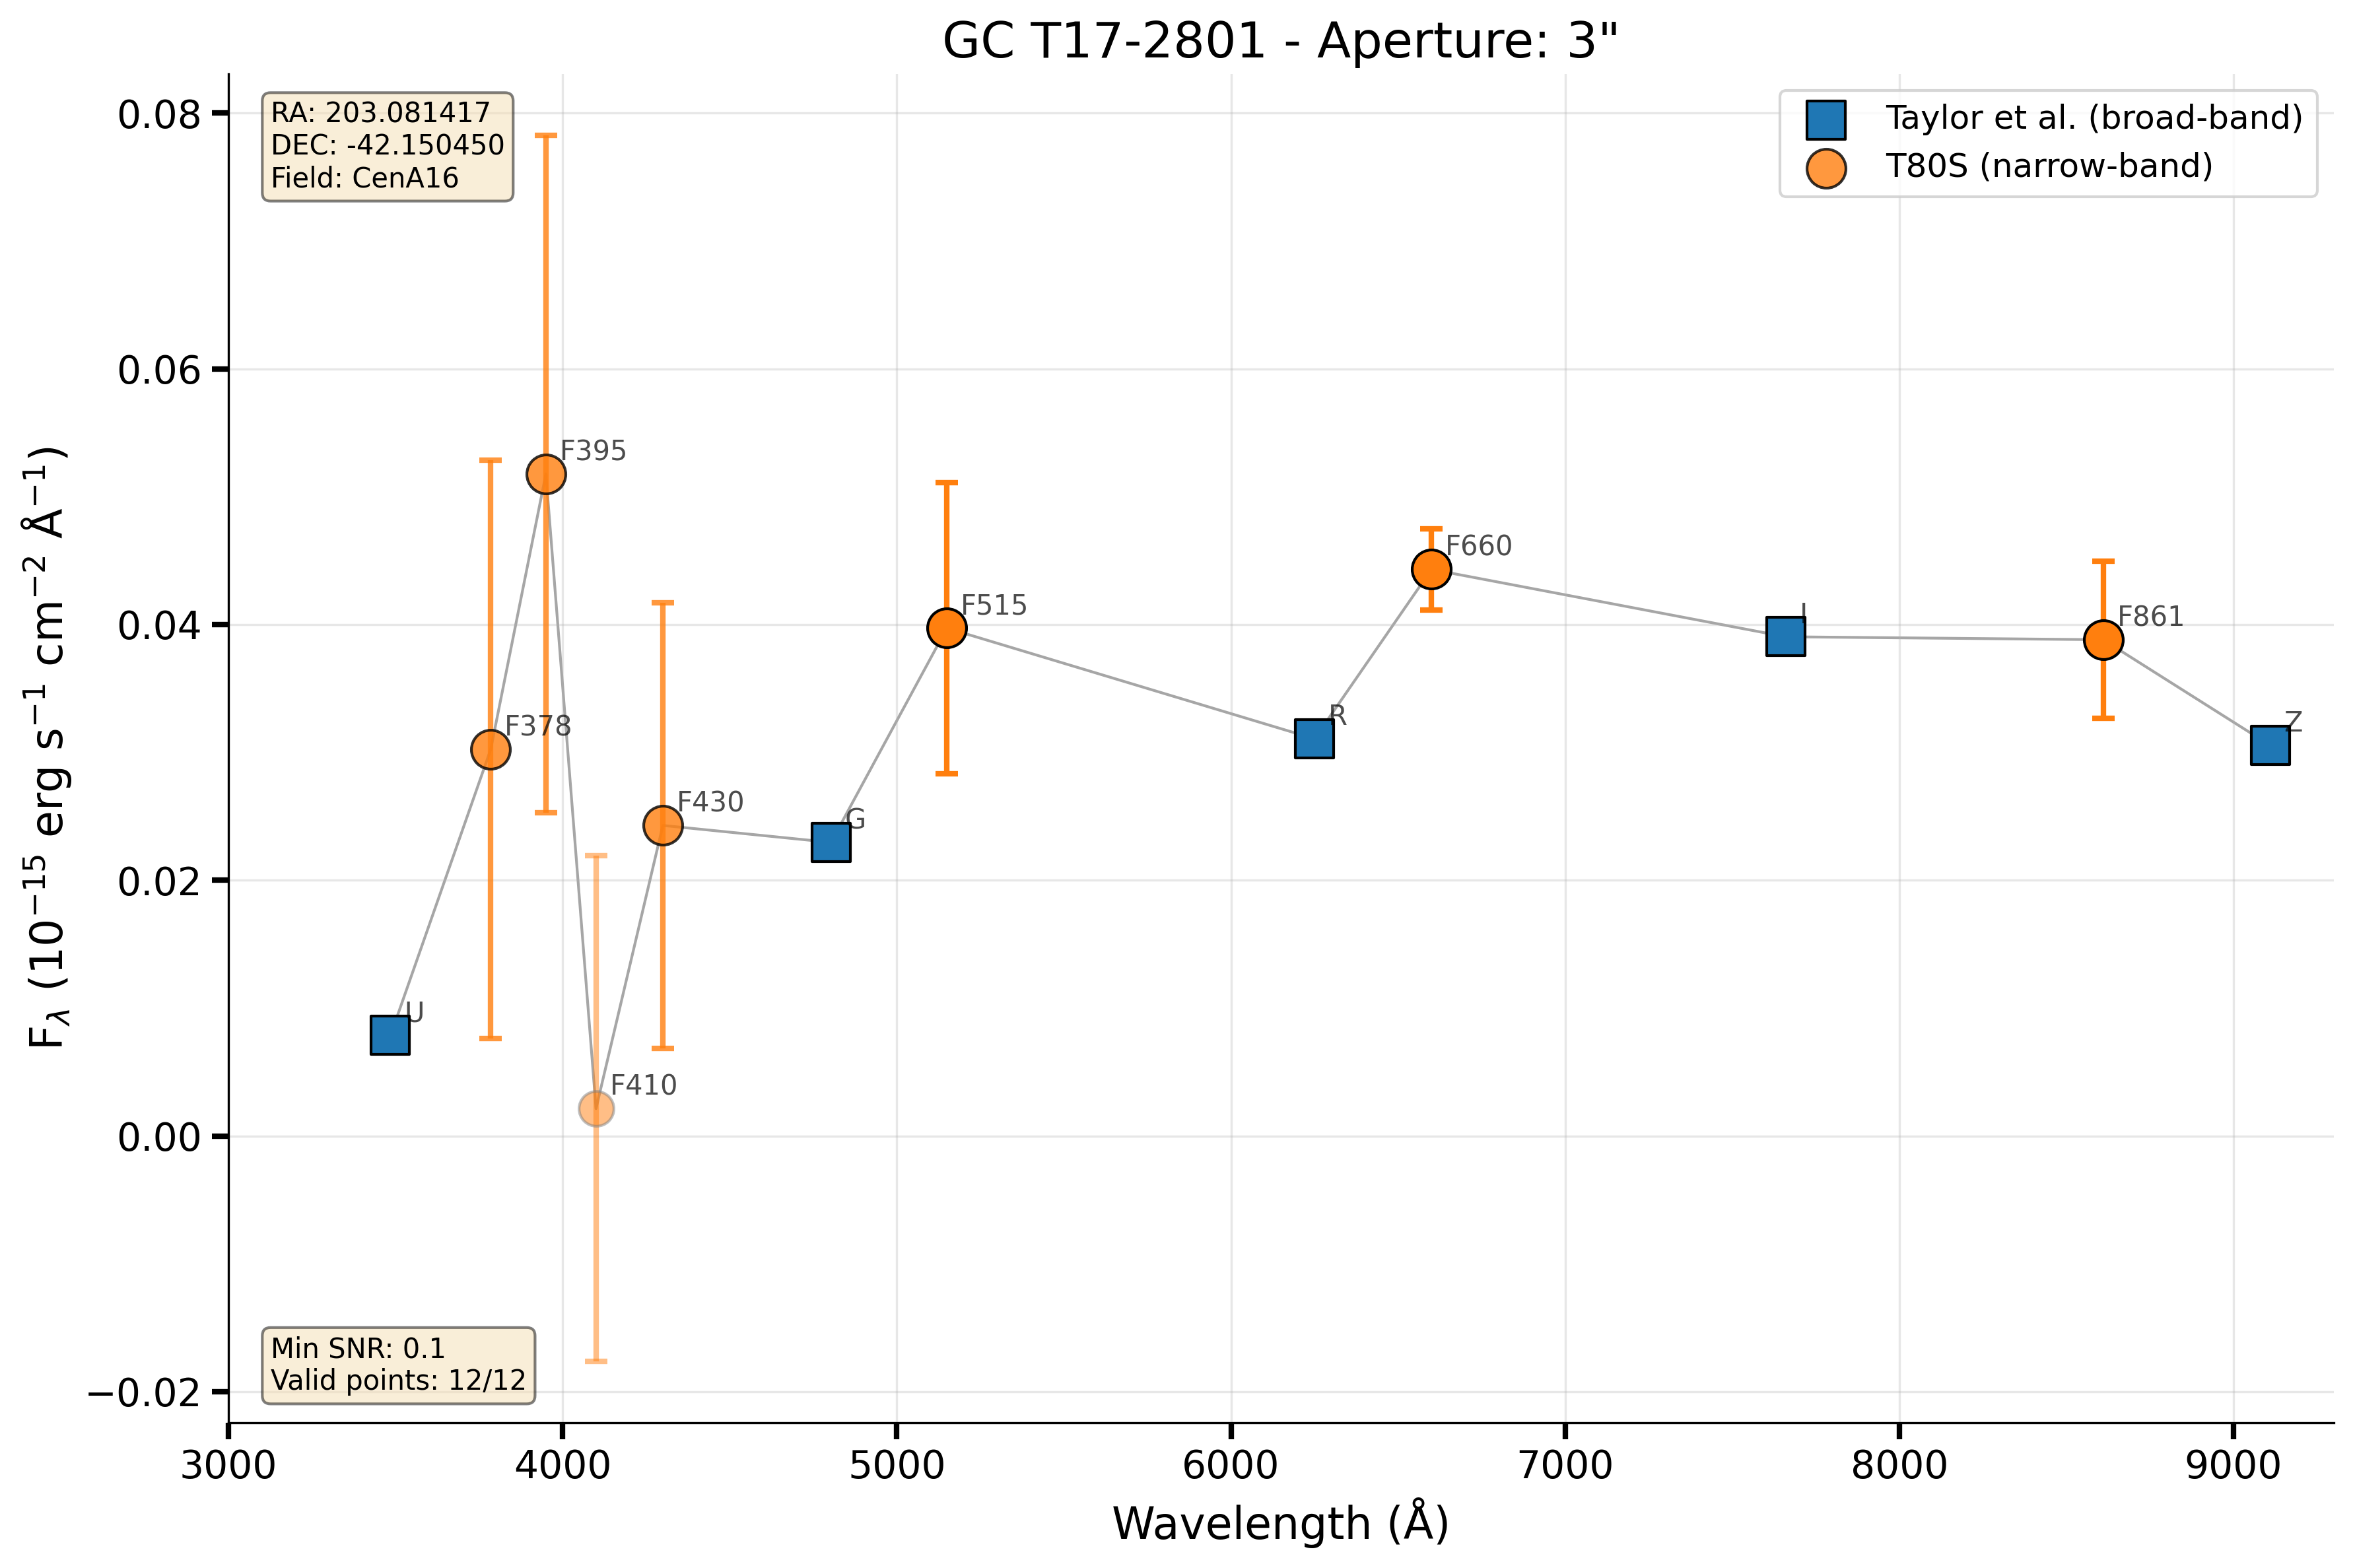 GC T17-2801 - Aperture: 3"
RA: 203.081417
DEC: -42.150450
Field: CenA16
Taylor et al. (broad-band)
T80S (narrow-band)
0.08
0.06
0.04
0.02
0.00
−0.02
F_λ (10⁻¹⁵ erg s⁻¹ cm⁻² Å⁻¹)
F395
F378
F410
F430
U
G
F515
R
F660
I
F861
Z
Min SNR: 0.1
Valid points: 12/12
3000 4000 5000 6000 7000 8000 9000
Wavelength (Å)